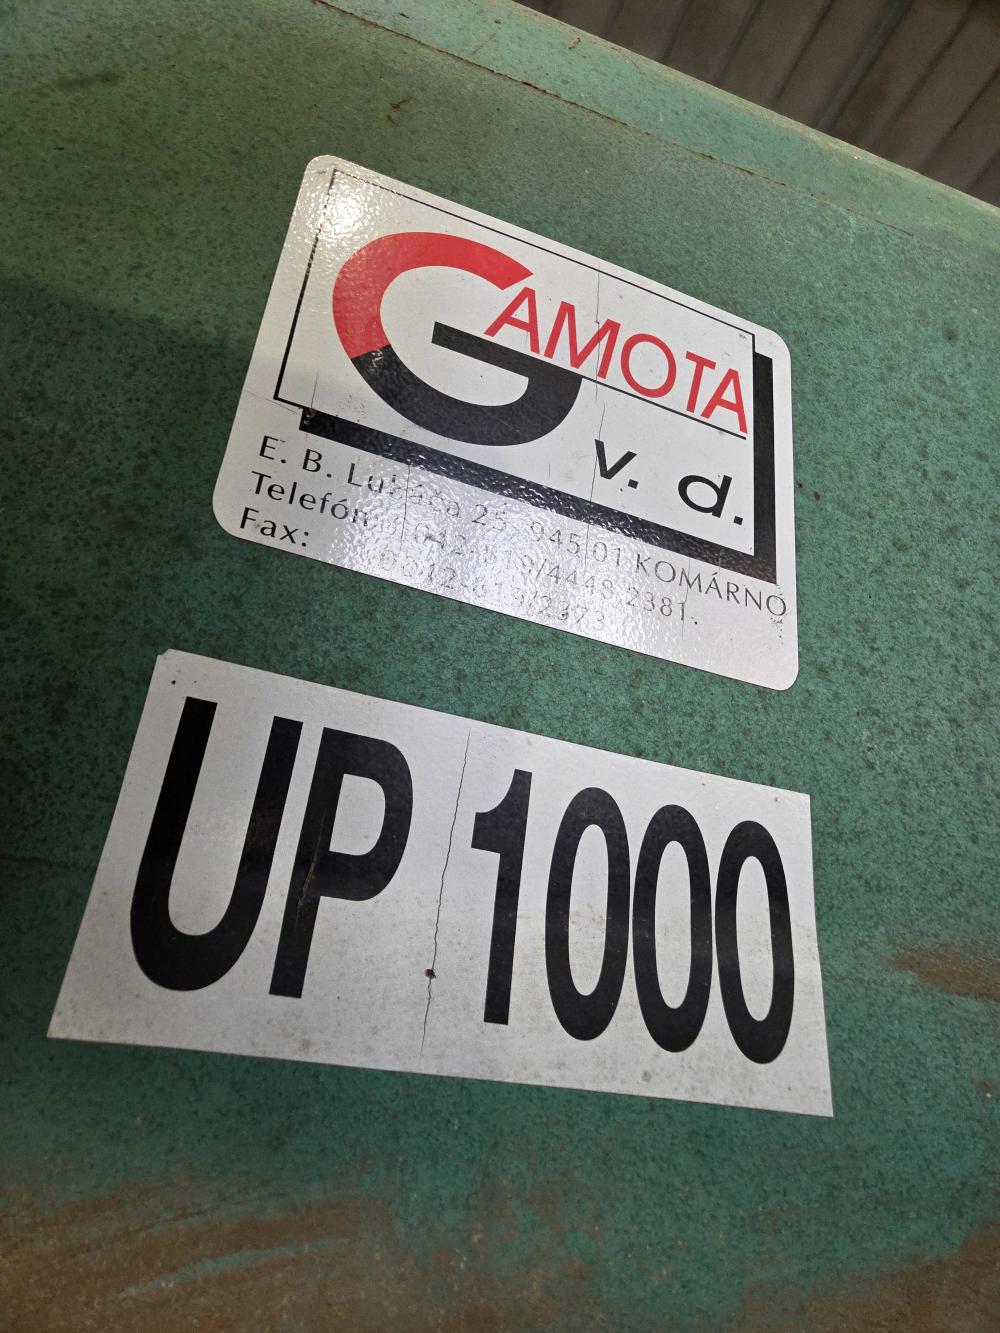 GAMOTA
v. d.
E. B. Lukáča 25, 945 01 KOMÁRNO
Telefón:
Fax:
UP 1000